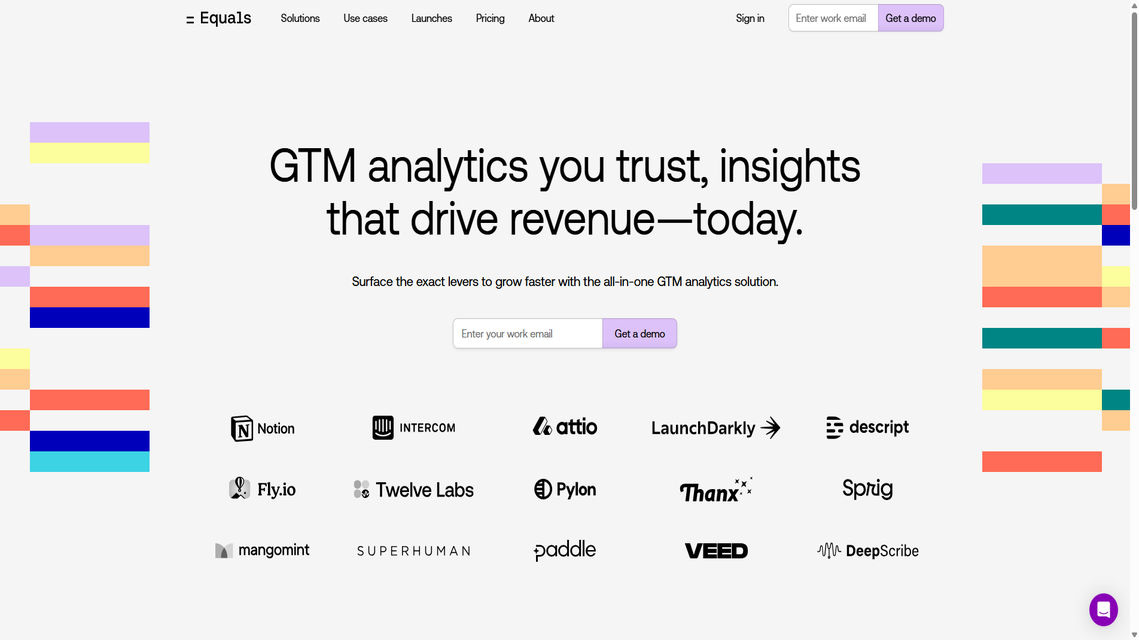 Equals Solutions Use cases Launches Pricing About Sign in Enter work email Get a demo
GTM analytics you trust, insights
that drive revenue—today.
Surface the exact levers to grow faster with the all-in-one GTM analytics solution.
Enter your work email Get a demo
Notion INTERCOM attio LaunchDarkly descript
Fly.io Twelve Labs Pylon Thanx Sprig
mangomint SUPERHUMAN paddle VEED DeepScribe